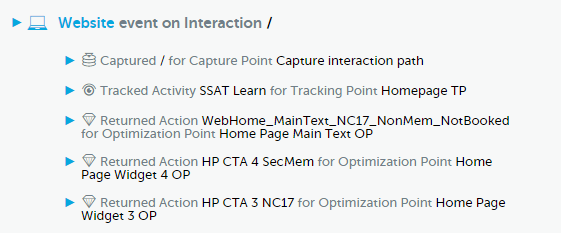 Website event on Interaction /
Captured / for Capture Point Capture interaction path
Tracked Activity SSAT Learn for Tracking Point Homepage TP
Returned Action WebHome_MainText_NC17_NonMem_NotBooked
for Optimization Point Home Page Main Text OP
Returned Action HP CTA 4 SecMem for Optimization Point Home
Page Widget 4 OP
Returned Action HP CTA 3 NC17 for Optimization Point Home Page
Widget 3 OP